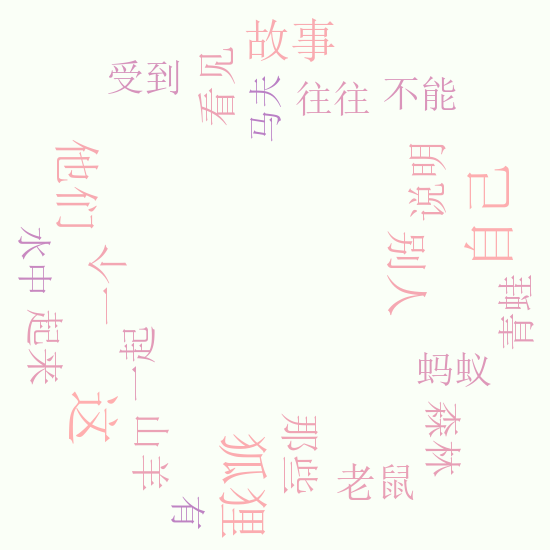 故事
看见
受到
马夫
往往
不能
说明
他们
自己
水中
别人
一个
青蛙
起来
一起
蚂蚁
这
森林
山羊
那些
狐狸
老鼠
有